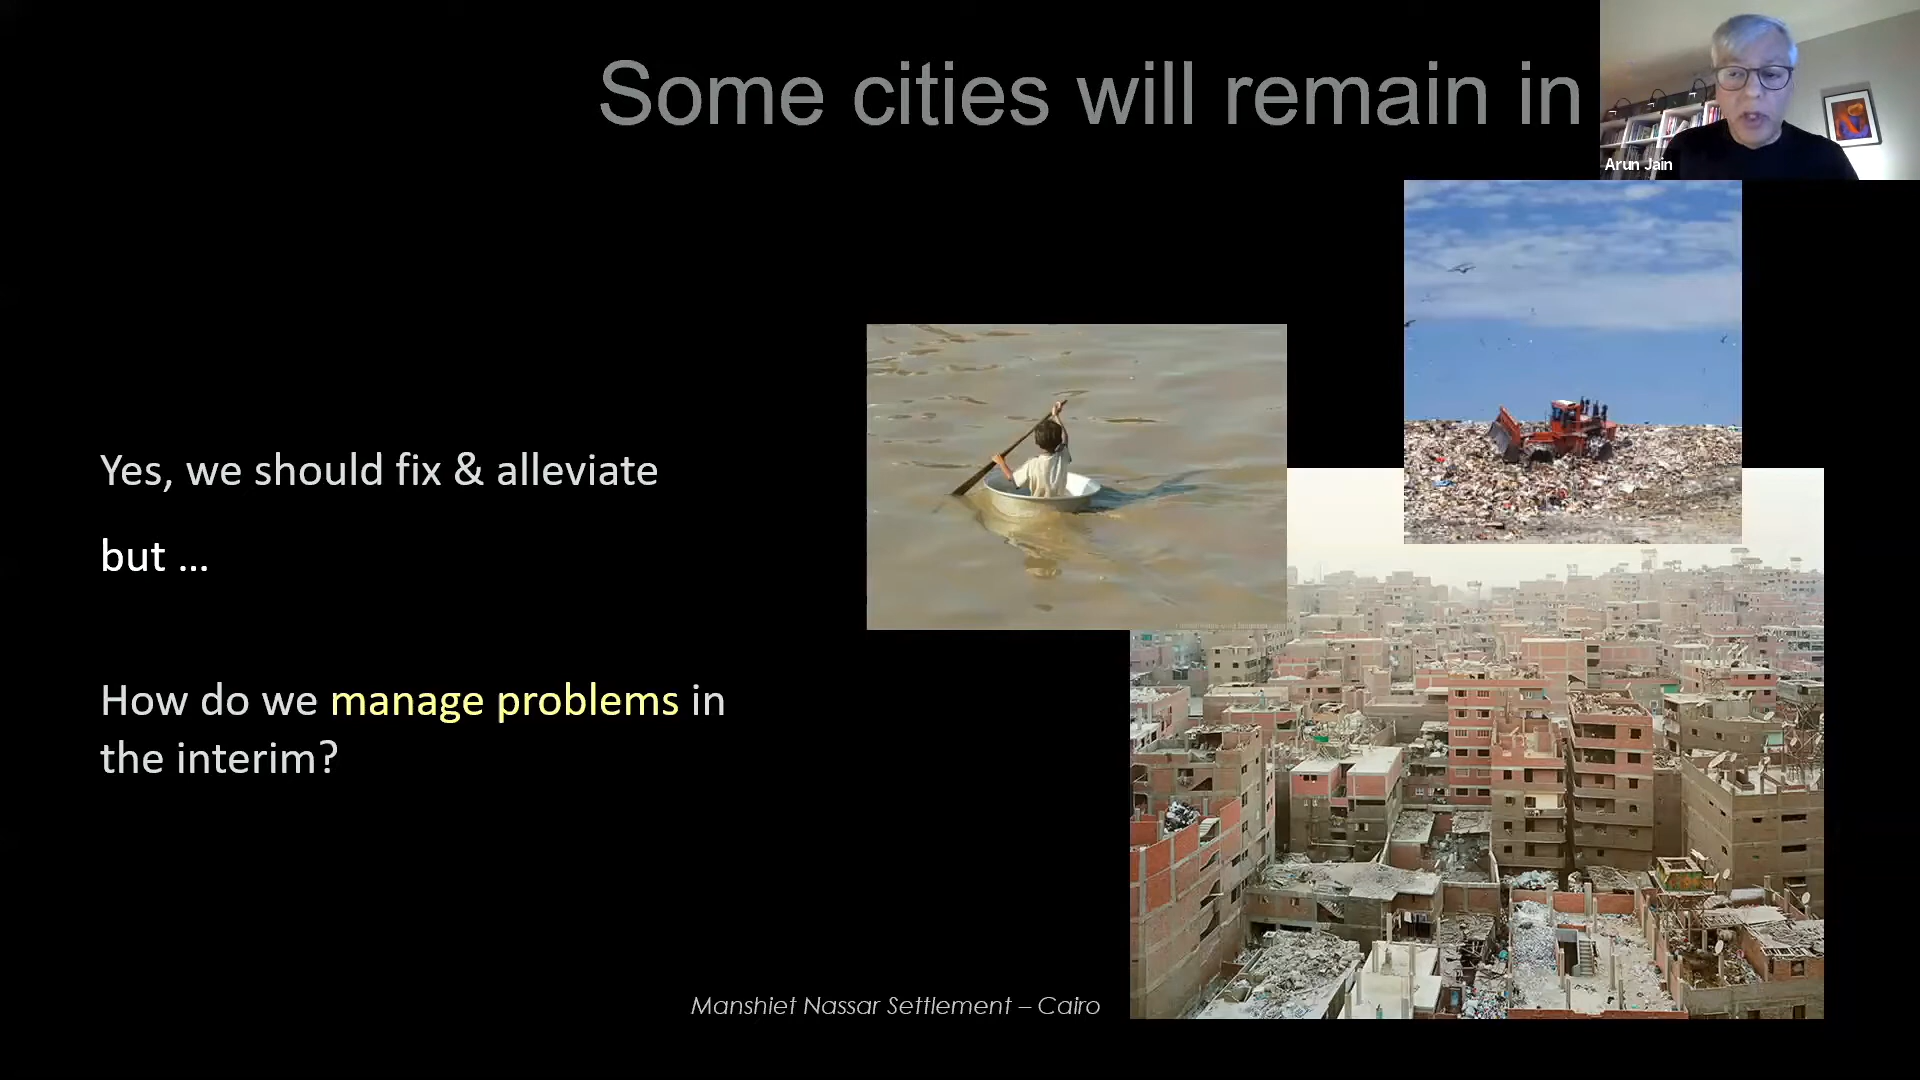 Some cities will remain in
Arun Jain
Yes, we should fix & alleviate
but ...
How do we manage problems in
the interim?
Manshiet Nassar Settlement – Cairo